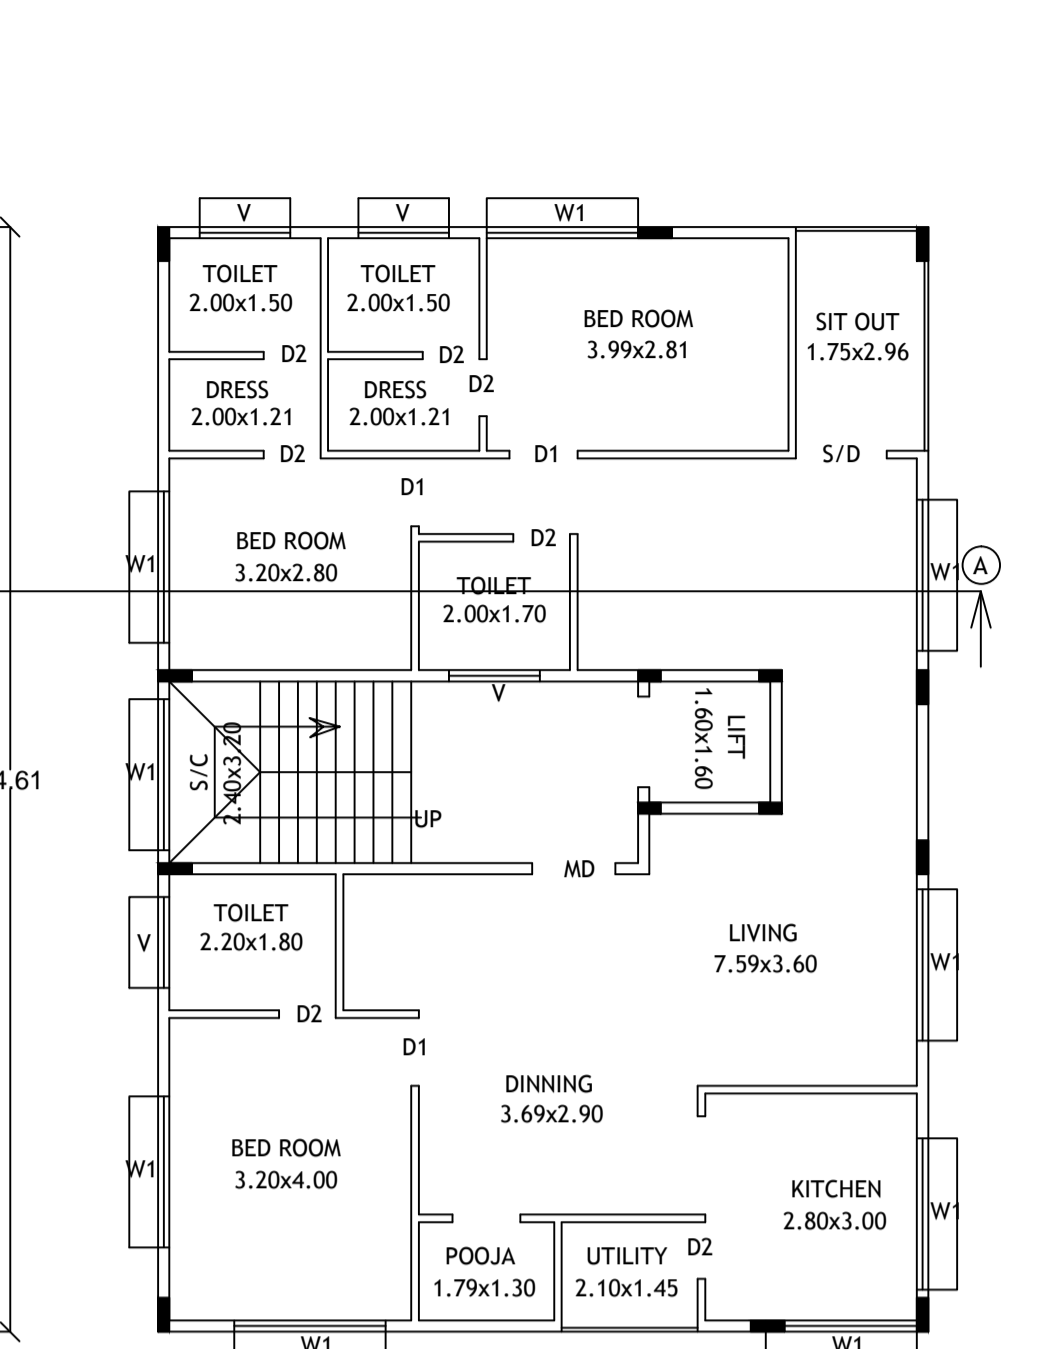 V
V
W1
TOILET
2.00x1.50
TOILET
2.00x1.50
BED ROOM
3.99x2.81
SIT OUT
1.75x2.96
D2
D2
D2
DRESS
2.00x1.21
DRESS
2.00x1.21
D2
D1
S/D
D1
W1
BED ROOM
3.20x2.80
D2
TOILET
2.00x1.70
W1
A
V
LIFT
1.60x1.60
W1
S/C
2.40x3.20
UP
4.61
MD
TOILET
2.20x1.80
V
LIVING
7.59x3.60
W1
D2
D1
DINNING
3.69x2.90
W1
BED ROOM
3.20x4.00
KITCHEN
2.80x3.00
W1
POOJA
1.79x1.30
UTILITY
2.10x1.45
D2
W1
W1